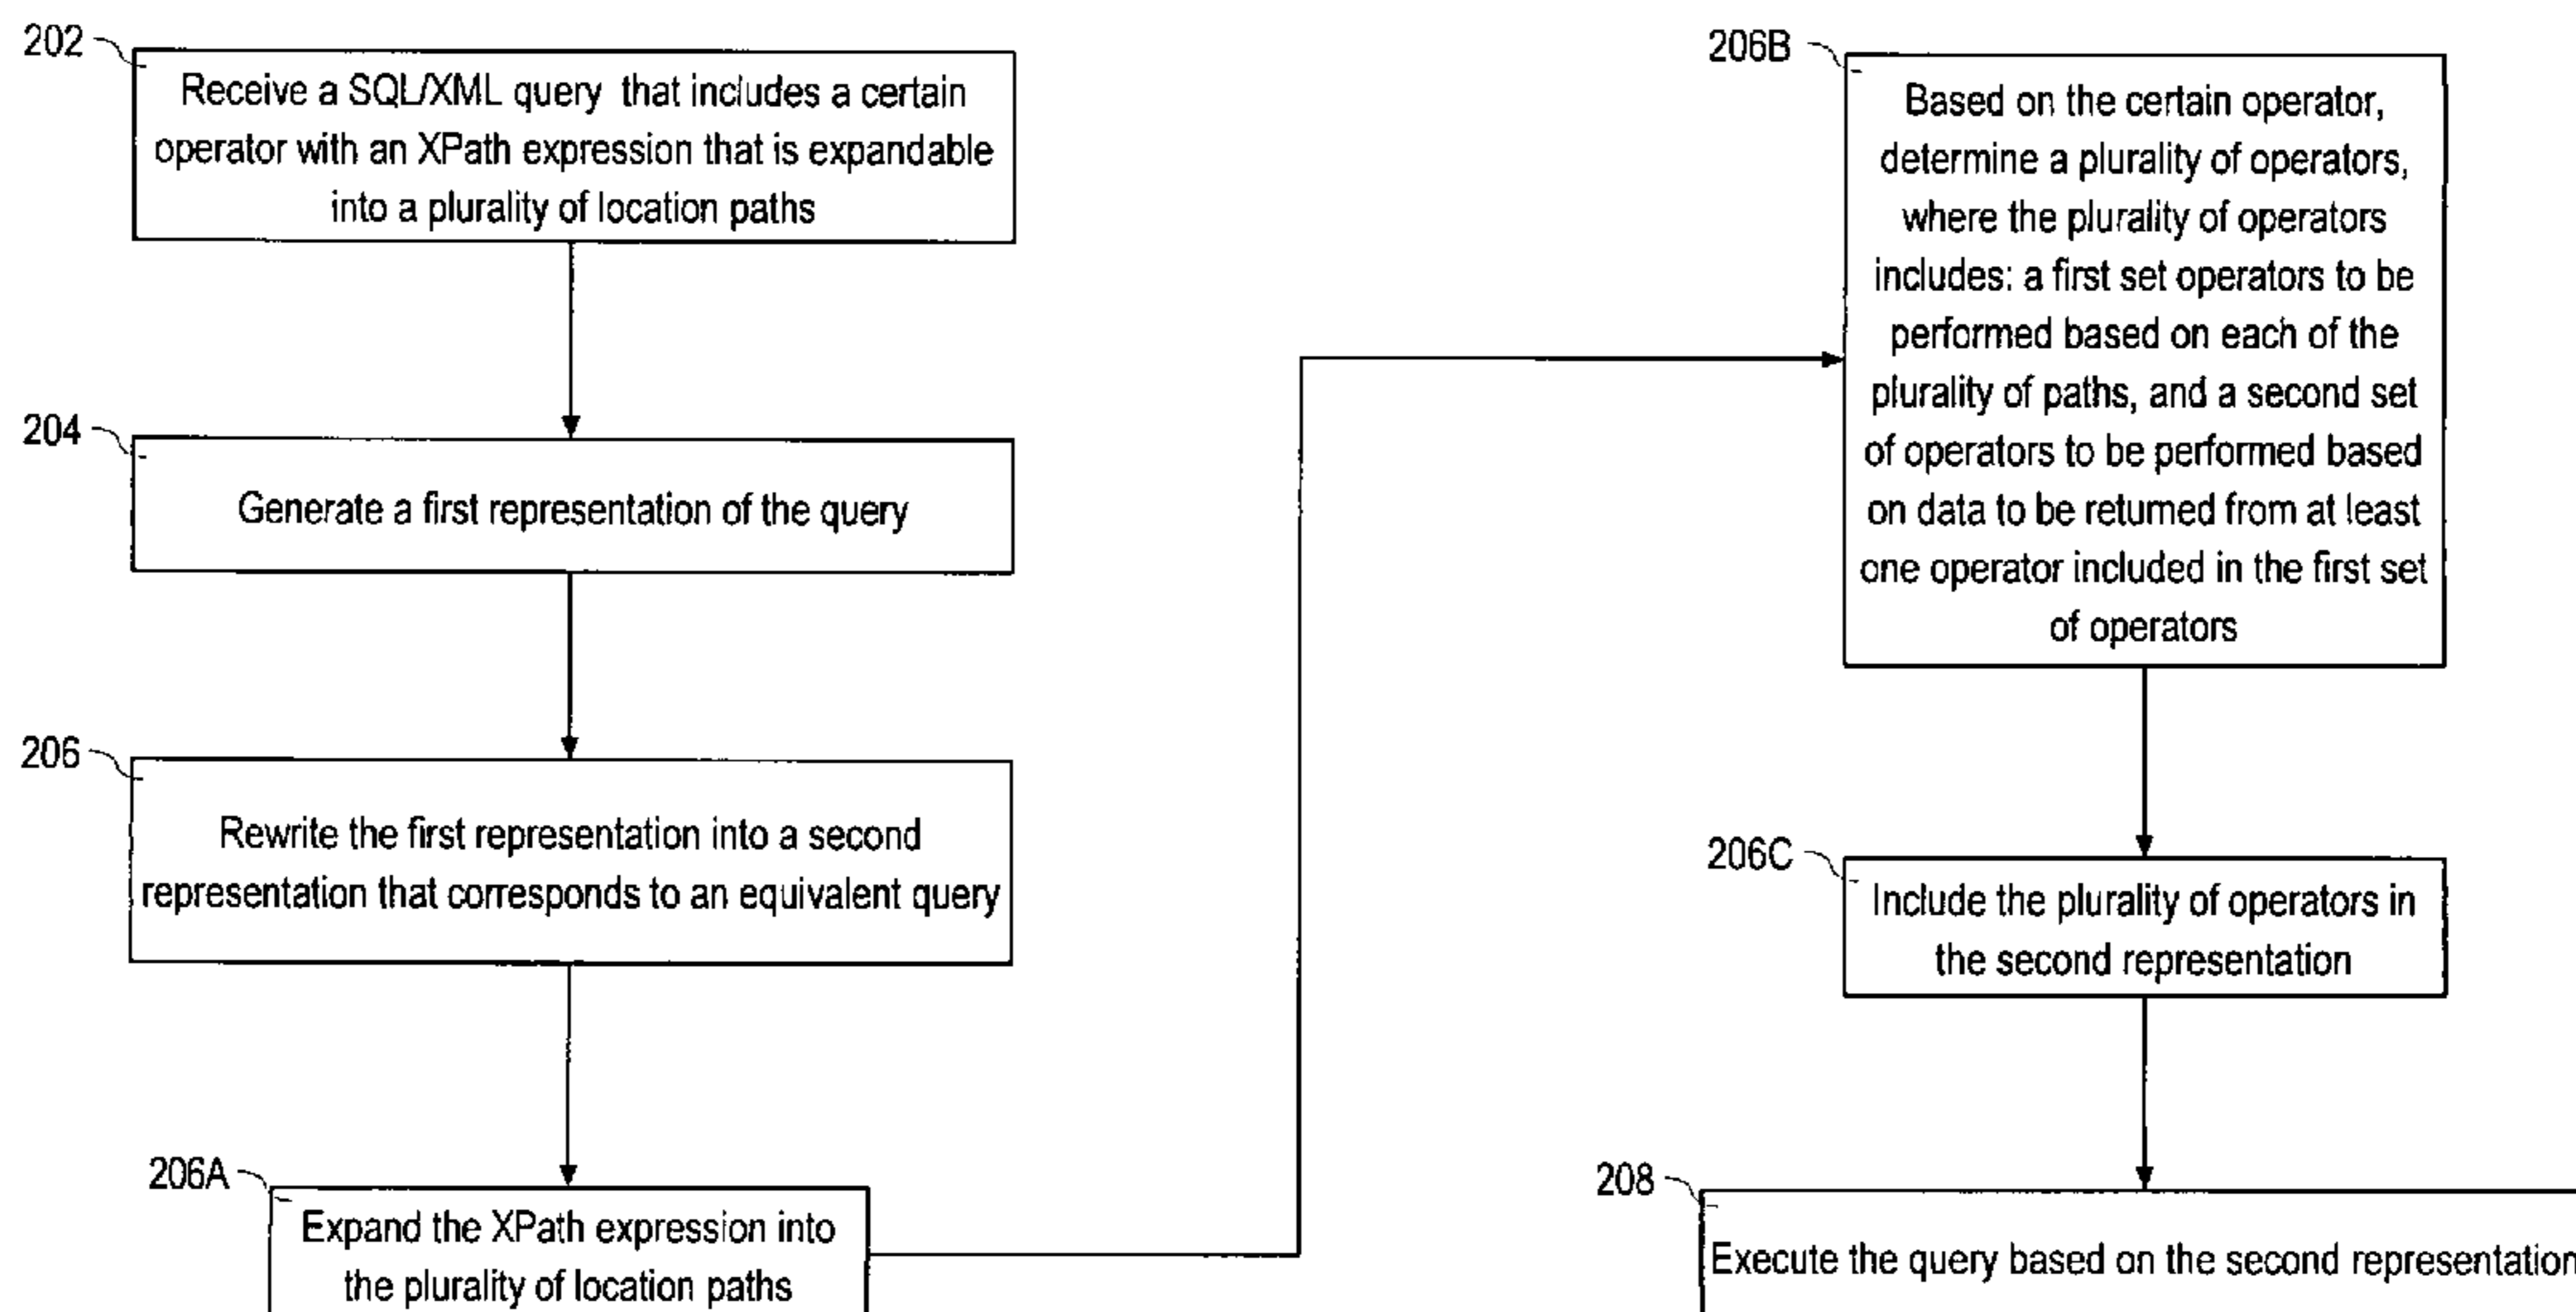 202
Receive a SQL/XML query that includes a certain
operator with an XPath expression that is expandable
into a plurality of location paths
204
Generate a first representation of the query
206
Rewrite the first representation into a second
representation that corresponds to an equivalent query
206A
Expand the XPath expression into
the plurality of location paths
206B
Based on the certain operator,
determine a plurality of operators,
where the plurality of operators
includes: a first set operators to be
performed based on each of the
plurality of paths, and a second set
of operators to be performed based
on data to be returned from at least
one operator included in the first set
of operators
206C
Include the plurality of operators in
the second representation
208
Execute the query based on the second representation